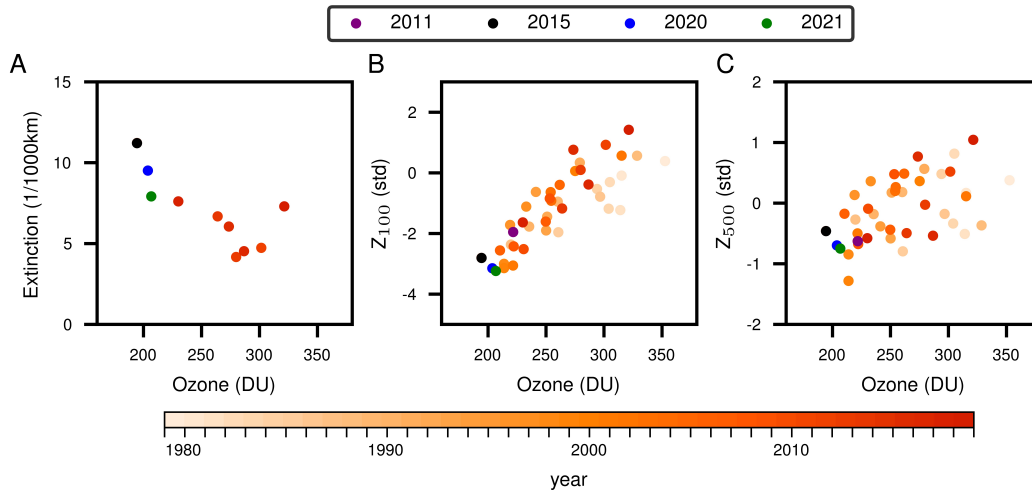 2011 2015 2020 2021
A B C
15
10
5
0
Extinction (1/1000km)
200 250 300 350
Ozone (DU)
2
0
-2
-4
Z100 (std)
200 250 300 350
Ozone (DU)
2
1
0
-1
-2
Z500 (std)
200 250 300 350
Ozone (DU)
1980 1990 2000 2010
year